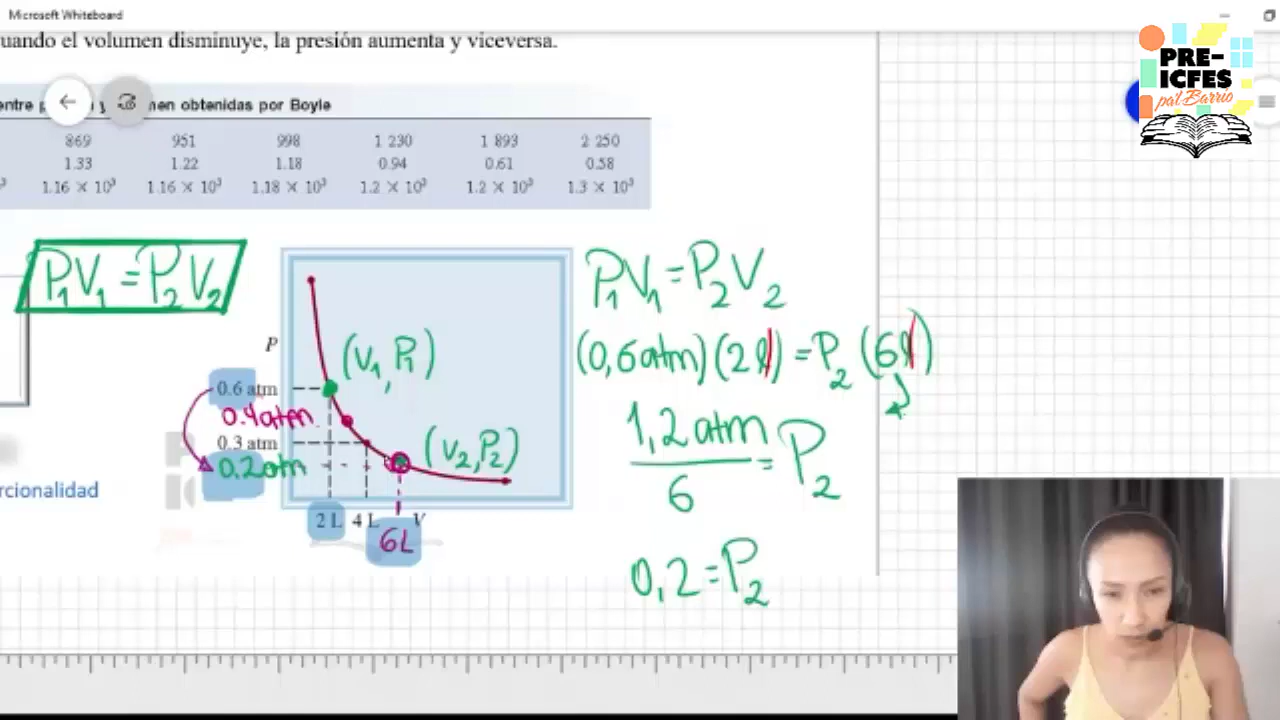 Microsoft Whiteboard
uando el volumen disminuye, la presión aumenta y viceversa.
PRE-
ICFES
pa'l Barrio
entre p y men obtenidas por Boyle
869 951 998 1 230 1 893 2 250
1.33 1.22 1.18 0.94 0.61 0.58
1.16 × 10³ 1.16 × 10³ 1.18 × 10³ 1.2 × 10³ 1.2 × 10³ 1.3 × 10³
P₁V₁ = P₂V₂
P
(V₁, P₁)
0.6 atm
0.4atm
0.3 atm
0.2atm
(V₂, P₂)
2 L 4 L V
6L
rcionalidad
P₁V₁ = P₂V₂
(0,6atm)(2l) = P₂ (6l)
1,2 atm
6
= P₂
0,2 = P₂